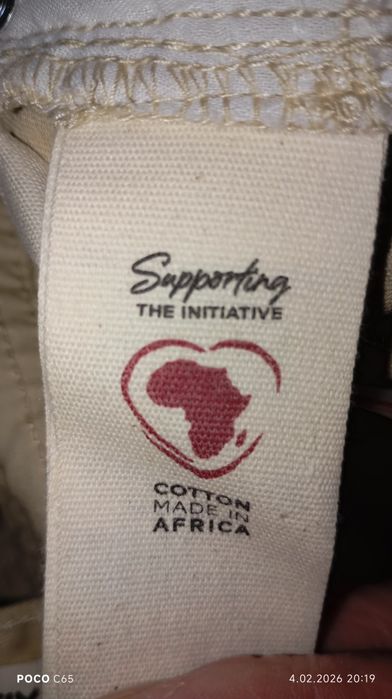 Supporting
THE INITIATIVE
COTTON
MADE IN
AFRICA
POCO C65
4.02.2026 20:19